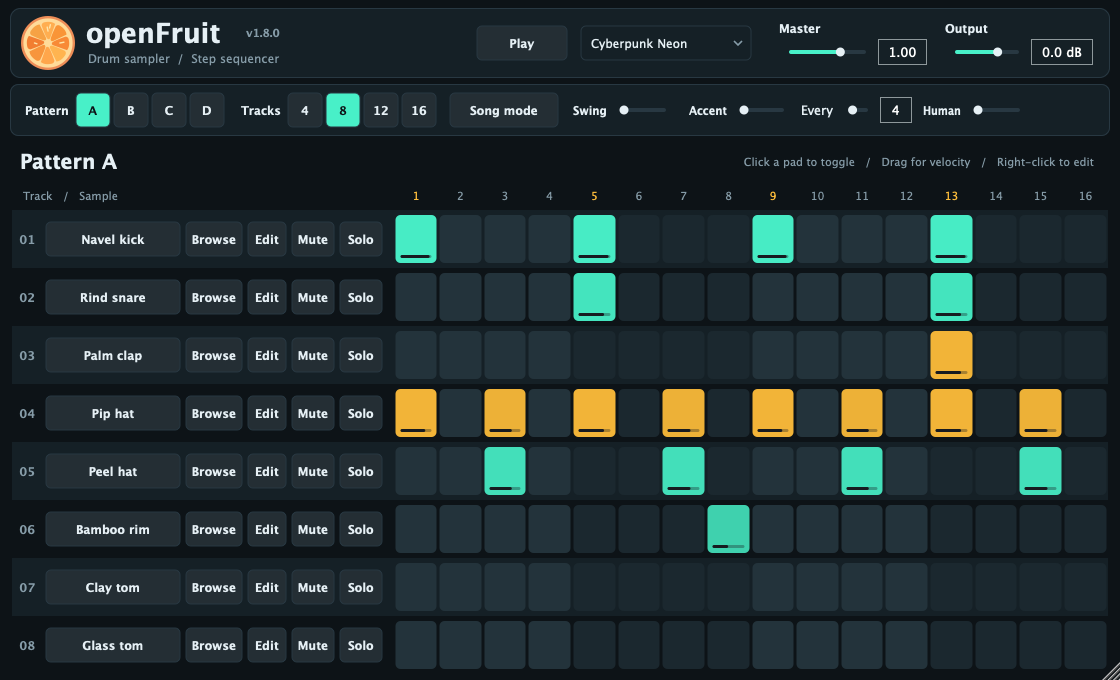 openFruit v1.8.0
Drum sampler / Step sequencer
Play
Cyberpunk Neon
Master
1.00
Output
0.0 dB
Pattern A B C D Tracks 4 8 12 16 Song mode Swing Accent Every 4 Human
Pattern A
Click a pad to toggle / Drag for velocity / Right-click to edit
Track / Sample 1 2 3 4 5 6 7 8 9 10 11 12 13 14 15 16
01 Navel kick Browse Edit Mute Solo
02 Rind snare Browse Edit Mute Solo
03 Palm clap Browse Edit Mute Solo
04 Pip hat Browse Edit Mute Solo
05 Peel hat Browse Edit Mute Solo
06 Bamboo rim Browse Edit Mute Solo
07 Clay tom Browse Edit Mute Solo
08 Glass tom Browse Edit Mute Solo